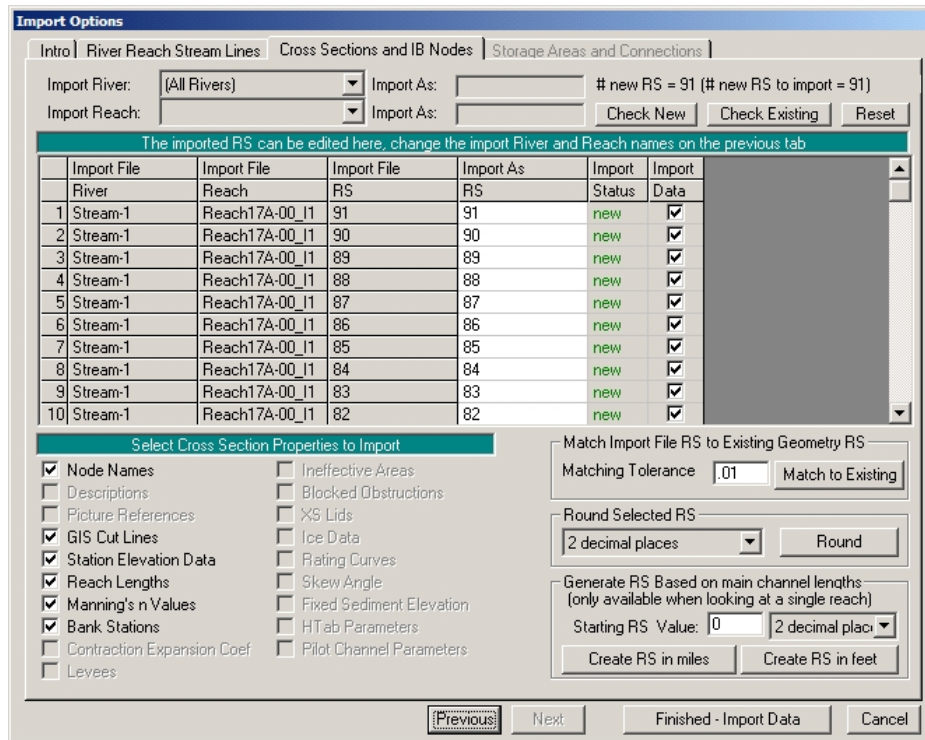 Import Options
Intro River Reach Stream Lines Cross Sections and IB Nodes Storage Areas and Connections
Import River: (All Rivers) Import As: # new RS = 91 (# new RS to import = 91)
Import Reach: Import As: Check New Check Existing Reset
The imported RS can be edited here, change the import River and Reach names on the previous tab
Import File Import File Import File Import As Import Import
River Reach RS RS Status Data
1 Stream-1 Reach17A-00_I1 91 91 new
2 Stream-1 Reach17A-00_I1 90 90 new
3 Stream-1 Reach17A-00_I1 89 89 new
4 Stream-1 Reach17A-00_I1 88 88 new
5 Stream-1 Reach17A-00_I1 87 87 new
6 Stream-1 Reach17A-00_I1 86 86 new
7 Stream-1 Reach17A-00_I1 85 85 new
8 Stream-1 Reach17A-00_I1 84 84 new
9 Stream-1 Reach17A-00_I1 83 83 new
10 Stream-1 Reach17A-00_I1 82 82 new
Select Cross Section Properties to Import
Node Names
Descriptions
Picture References
GIS Cut Lines
Station Elevation Data
Reach Lengths
Manning's n Values
Bank Stations
Contraction Expansion Coef
Levees
Ineffective Areas
Blocked Obstructions
XS Lids
Ice Data
Rating Curves
Skew Angle
Fixed Sediment Elevation
HTab Parameters
Pilot Channel Parameters
Match Import File RS to Existing Geometry RS
Matching Tolerance .01 Match to Existing
Round Selected RS
2 decimal places Round
Generate RS Based on main channel lengths
(only available when looking at a single reach)
Starting RS Value: 0 2 decimal plac
Create RS in miles Create RS in feet
Previous Next Finished - Import Data Cancel